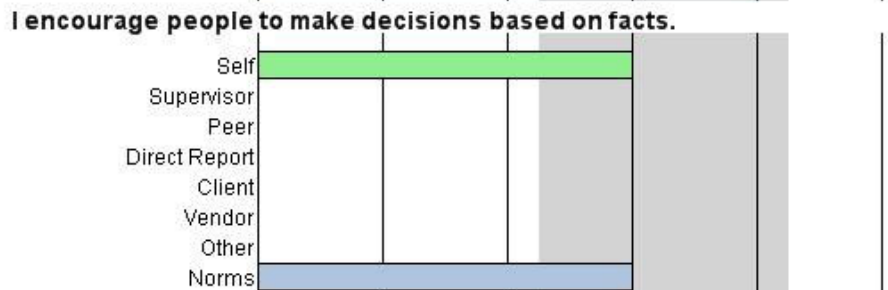 I encourage people to make decisions based on facts.
Self
Supervisor
Peer
Direct Report
Client
Vendor
Other
Norms